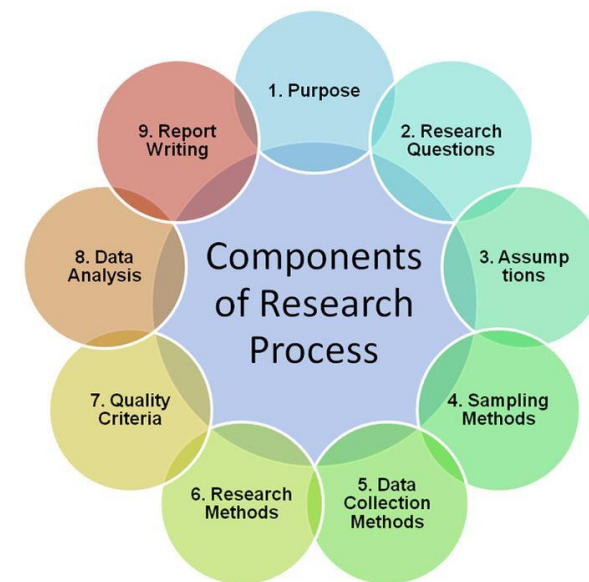 1. Purpose
2. Research
Questions
3. Assump
tions
4. Sampling
Methods
5. Data
Collection
Methods
6. Research
Methods
7. Quality
Criteria
8. Data
Analysis
9. Report
Writing
Components
of Research
Process